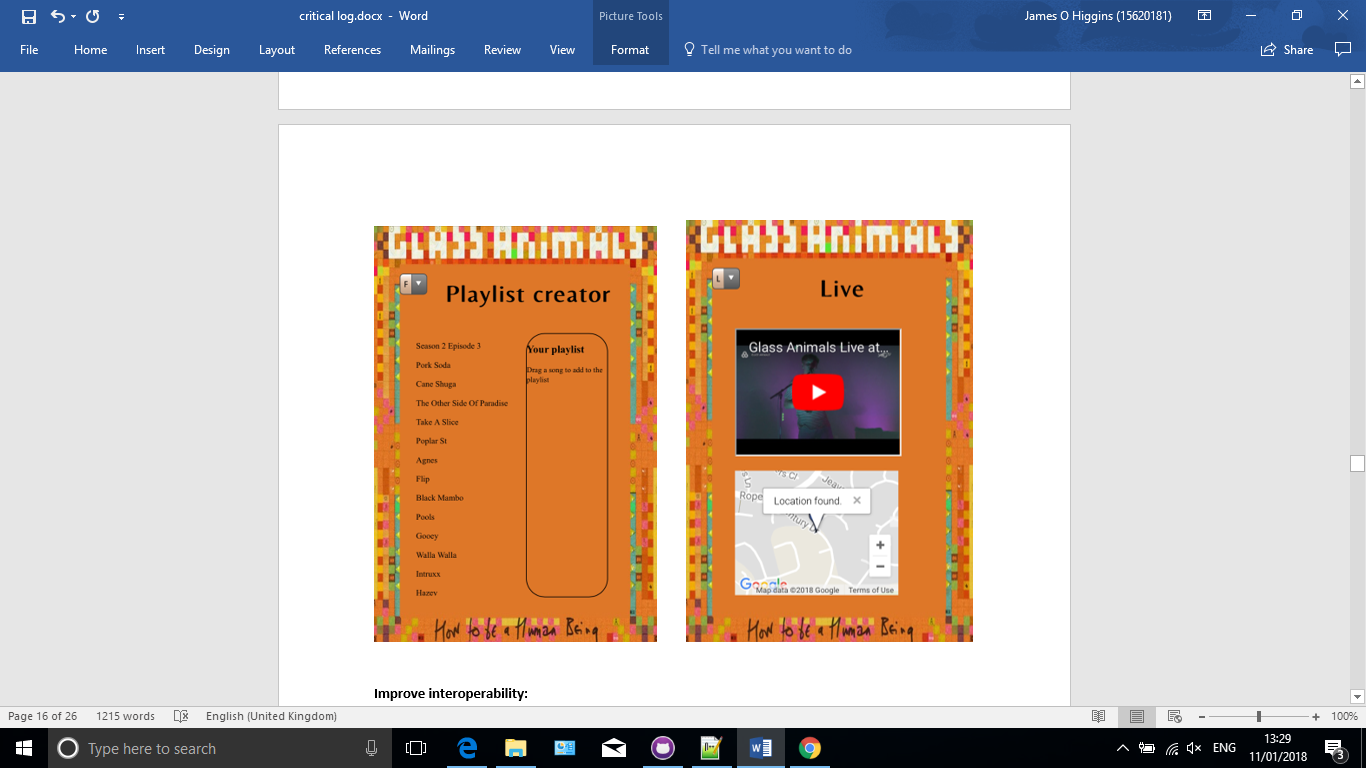 critical log.docx - Word
Picture Tools
James O Higgins (15620181)
File Home Insert Design Layout References Mailings Review View Format Tell me what you want to do Share
GLASS ANiMALS
F
Playlist creator
Season 2 Episode 3
Pork Soda
Cane Shuga
The Other Side Of Paradise
Take A Slice
Poplar St
Agnes
Flip
Black Mambo
Pools
Gooey
Walla Walla
Intruxx
Hazey
Your playlist
Drag a song to add to the
playlist
How to be a Human Being
GLASS ANiMALS
L
Live
Glass Animals Live at...
Rope
Location found.
Google
Map data ©2018 Google Terms of Use
How to be a Human Being
Improve interoperability:
Page 16 of 26 1215 words English (United Kingdom) 100%
Type here to search
ENG
13:29
11/01/2018
3